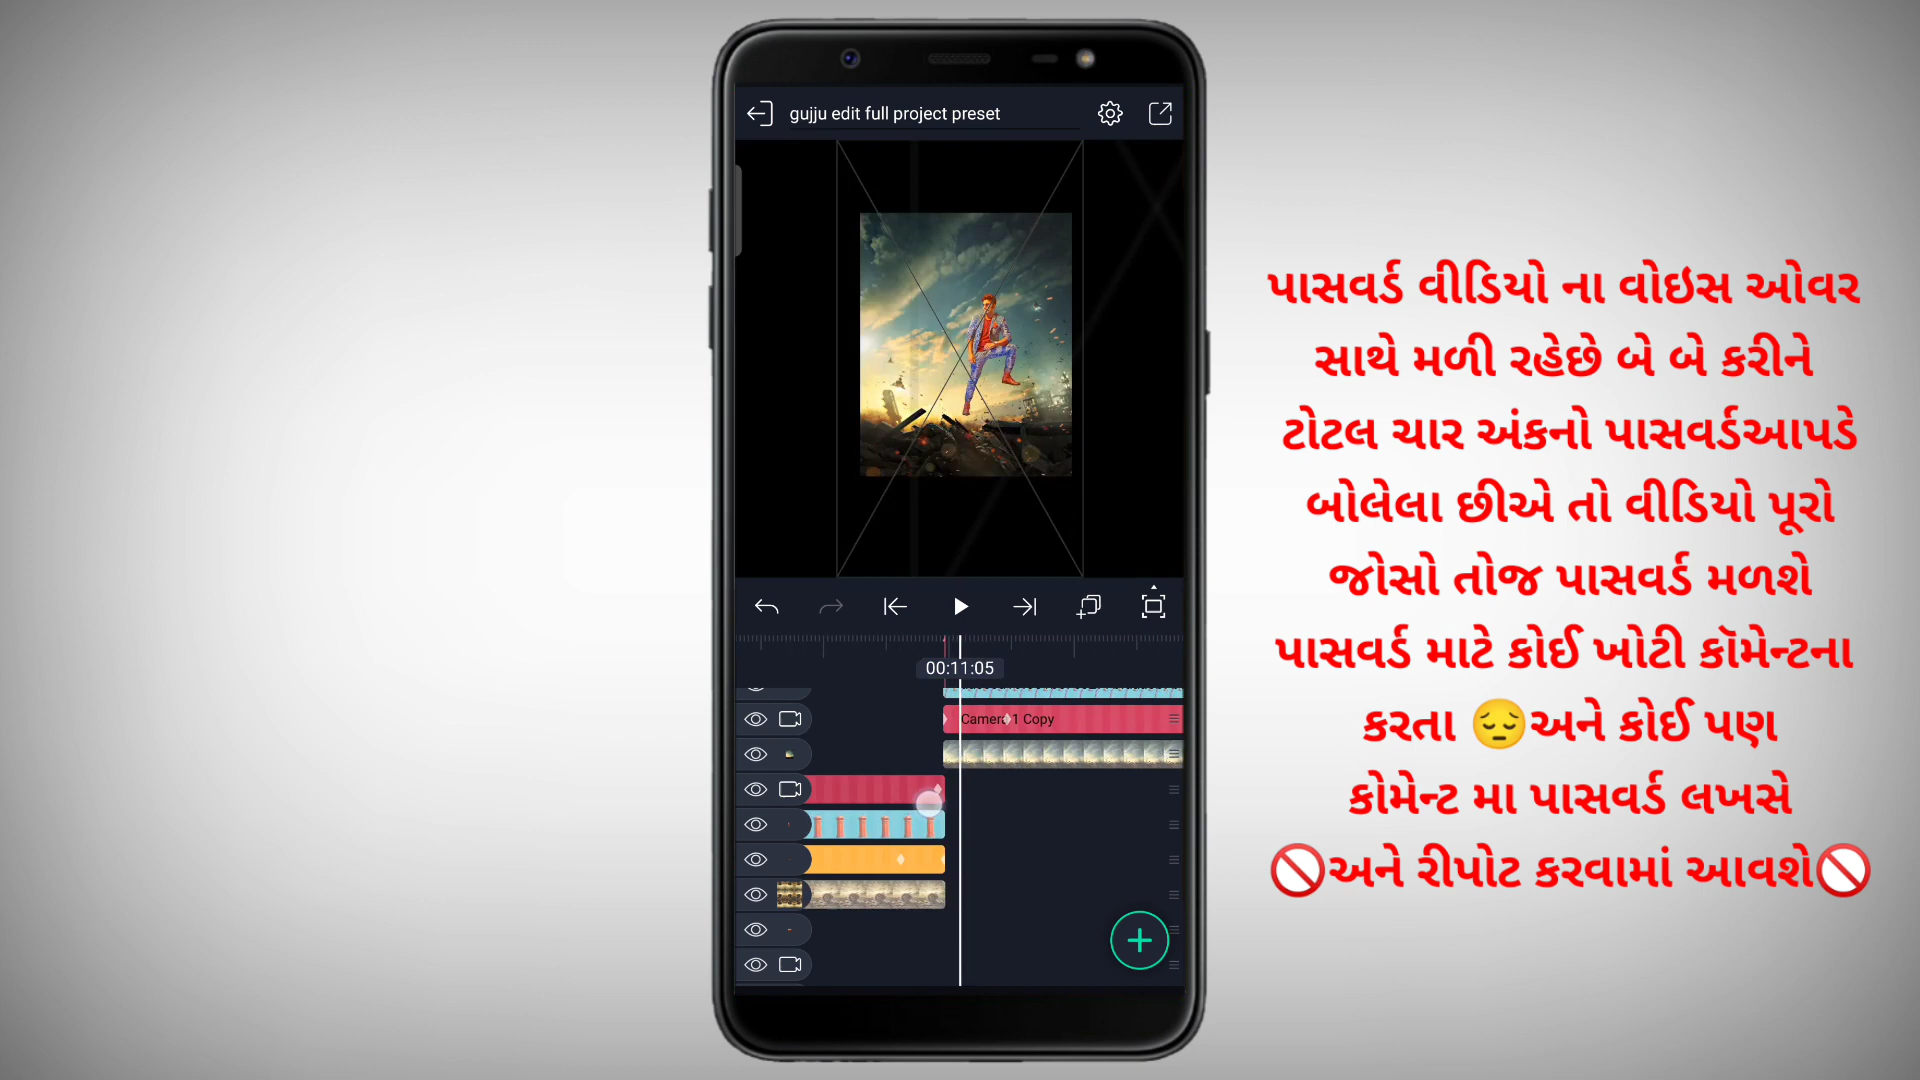 gujju edit full project preset
00:11:05
Camera 1 Copy
પાસવર્ડ વીડિયો ના વોઇસ ઓવર
સાથે મળી રહેછે બે બે કરીને
ટોટલ ચાર અંકનો પાસવર્ડઆપડે
બોલેલા છીએ તો વીડિયો પૂરો
જોસો તોજ પાસવર્ડ મળશે
પાસવર્ડ માટે કોઈ ખોટી કૉમેન્ટના
કરતા 😔અને કોઈ પણ
કોમેન્ટ મા પાસવર્ડ લખસે
🚫અને રીપોટ કરવામાં આવશે🚫